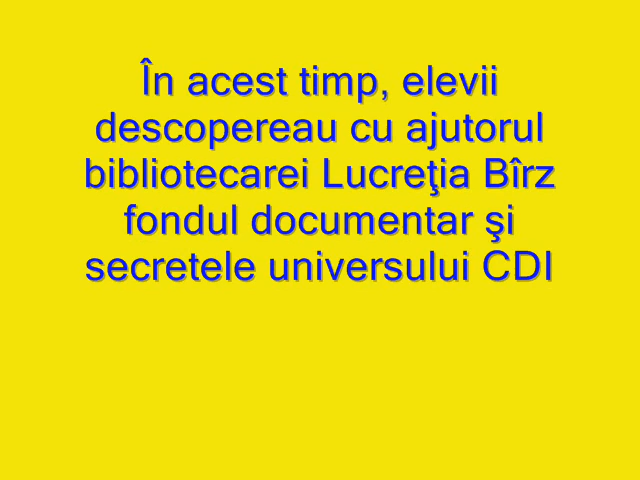 În acest timp, elevii
descopereau cu ajutorul
bibliotecarei Lucreţia Bîrz
fondul documentar şi
secretele universului CDI